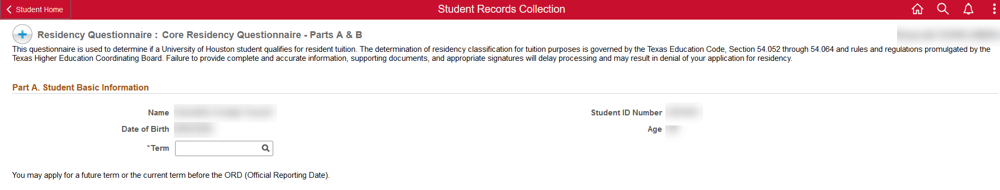 Student Home
Student Records Collection
Residency Questionnaire : Core Residency Questionnaire - Parts A & B
This questionnaire is used to determine if a University of Houston student qualifies for resident tuition. The determination of residency classification for tuition purposes is governed by the Texas Education Code, Section 54.052 through 54.064 and rules and regulations promulgated by the
Texas Higher Education Coordinating Board. Failure to provide complete and accurate information, supporting documents, and appropriate signatures will delay processing and may result in denial of your application for residency.
Part A. Student Basic Information
Name
Student ID Number
Date of Birth
Age
*Term
You may apply for a future term or the current term before the ORD (Official Reporting Date).